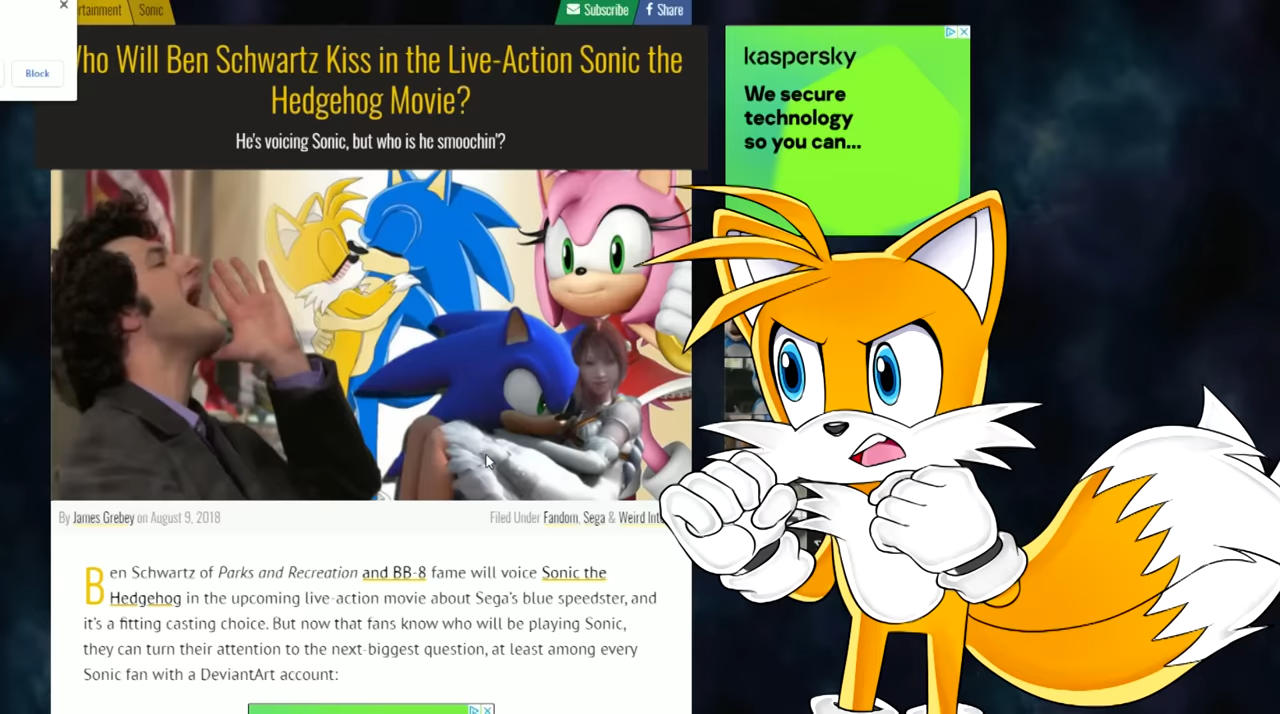 rtainment Sonic
Subscribe
Share
Block
ho Will Ben Schwartz Kiss in the Live-Action Sonic the
Hedgehog Movie?
He's voicing Sonic, but who is he smoochin'?
kaspersky
We secure
technology
so you can...
By James Grebey on August 9, 2018
Filed Under Fandom, Sega & Weird Int
Ben Schwartz of Parks and Recreation and BB-8 fame will voice Sonic the
Hedgehog in the upcoming live-action movie about Sega's blue speedster, and
it's a fitting casting choice. But now that fans know who will be playing Sonic,
they can turn their attention to the next-biggest question, at least among every
Sonic fan with a DeviantArt account: